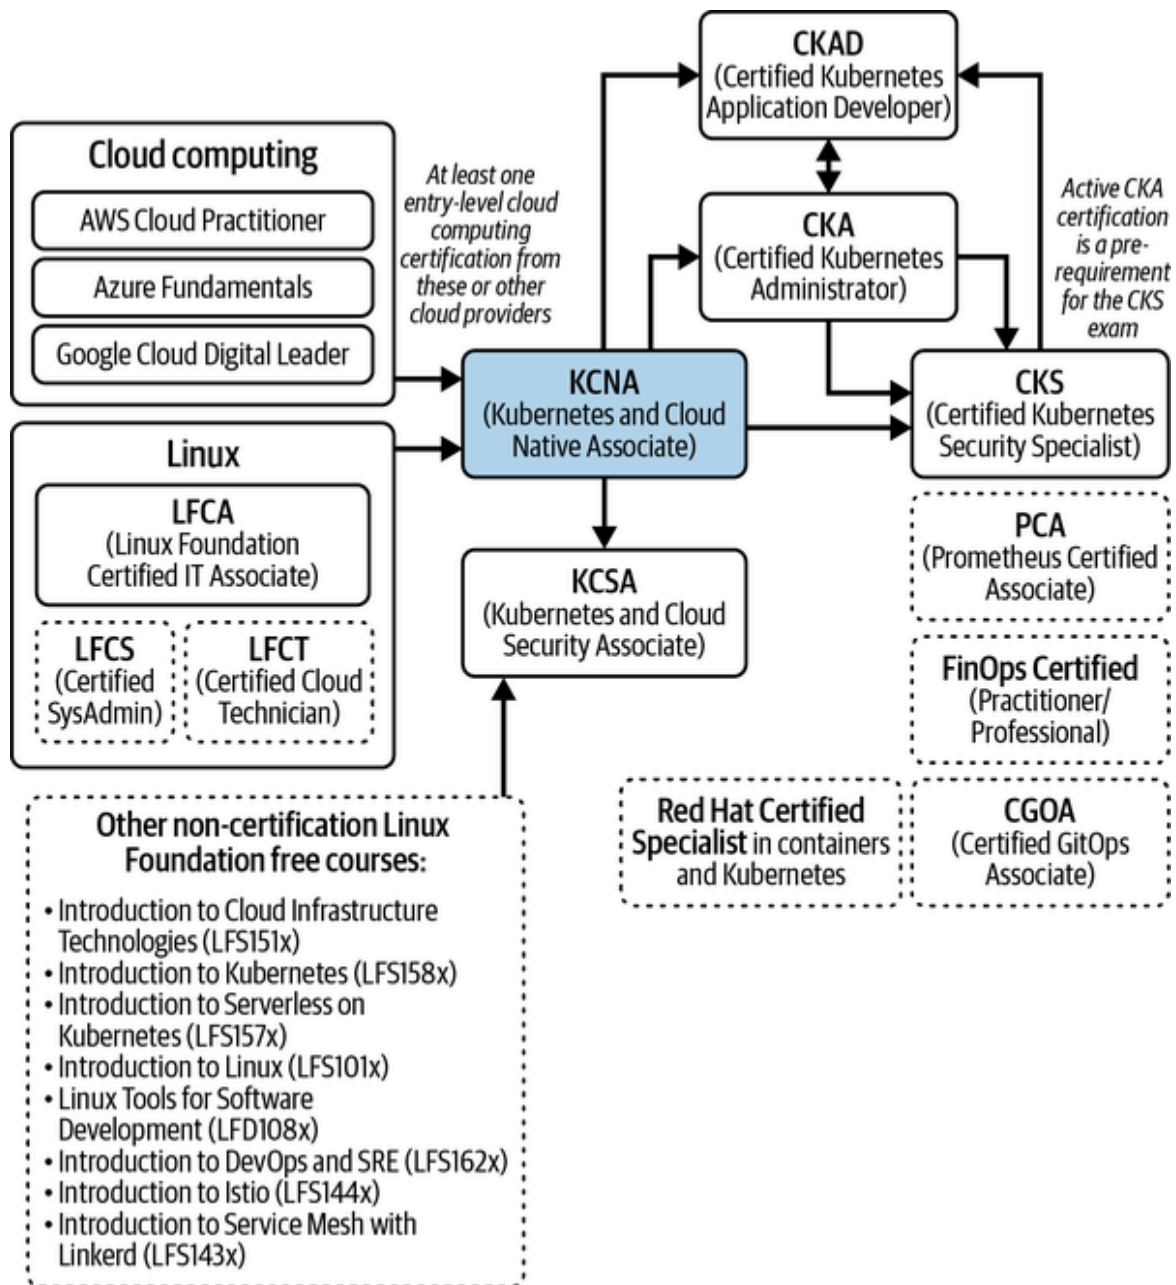 CKAD
(Certified Kubernetes
Application Developer)
Cloud computing
AWS Cloud Practitioner
Azure Fundamentals
Google Cloud Digital Leader
At least one
entry-level cloud
computing
certification from
these or other
cloud providers
CKA
(Certified Kubernetes
Administrator)
Active CKA
certification
is a pre-
requirement
for the CKS
exam
KCNA
(Kubernetes and Cloud
Native Associate)
CKS
(Certified Kubernetes
Security Specialist)
Linux
LFCA
(Linux Foundation
Certified IT Associate)
LFCS
(Certified
SysAdmin)
LFCT
(Certified Cloud
Technician)
KCSA
(Kubernetes and Cloud
Security Associate)
PCA
(Prometheus Certified
Associate)
FinOps Certified
(Practitioner/
Professional)
Red Hat Certified
Specialist in containers
and Kubernetes
CGOA
(Certified GitOps
Associate)
Other non-certification Linux
Foundation free courses:
• Introduction to Cloud Infrastructure
Technologies (LFS151x)
• Introduction to Kubernetes (LFS158x)
• Introduction to Serverless on
Kubernetes (LFS157x)
• Introduction to Linux (LFS101x)
• Linux Tools for Software
Development (LFD108x)
• Introduction to DevOps and SRE (LFS162x)
• Introduction to Istio (LFS144x)
• Introduction to Service Mesh with
Linkerd (LFS143x)